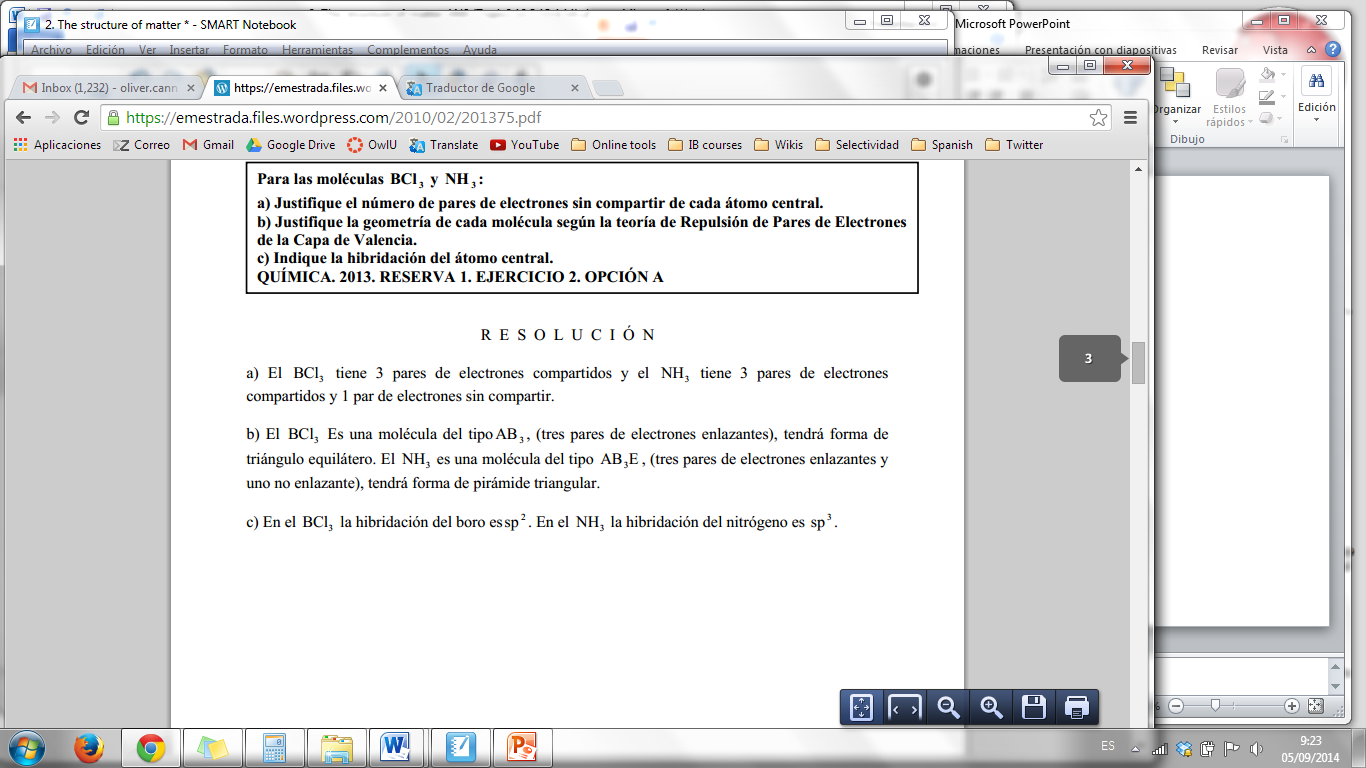 2. The structure of matter * - SMART Notebook
Microsoft PowerPoint
Archivo Edición Ver Insertar Formato Herramientas Complementos Ayuda
maciones Presentación con diapositivas Revisar Vista
Inbox (1,232) - oliver.cann
https://emestrada.files.wo
Traductor de Google
Organizar
Estilos rápidos
Edición
Dibujo
https://emestrada.files.wordpress.com/2010/02/201375.pdf
Aplicaciones Correo Gmail Google Drive OwlU Translate YouTube Online tools IB courses Wikis Selectividad Spanish Twitter
Para las moléculas BCl₃ y NH₃:
a) Justifique el número de pares de electrones sin compartir de cada átomo central.
b) Justifique la geometría de cada molécula según la teoría de Repulsión de Pares de Electrones
de la Capa de Valencia.
c) Indique la hibridación del átomo central.
QUÍMICA. 2013. RESERVA 1. EJERCICIO 2. OPCIÓN A
R E S O L U C I Ó N
3
a) El BCl₃ tiene 3 pares de electrones compartidos y el NH₃ tiene 3 pares de electrones
compartidos y 1 par de electrones sin compartir.
b) El BCl₃ Es una molécula del tipo AB₃, (tres pares de electrones enlazantes), tendrá forma de
triángulo equilátero. El NH₃ es una molécula del tipo AB₃E, (tres pares de electrones enlazantes y
uno no enlazante), tendrá forma de pirámide triangular.
c) En el BCl₃ la hibridación del boro es sp². En el NH₃ la hibridación del nitrógeno es sp³.
ES
9:23
05/09/2014